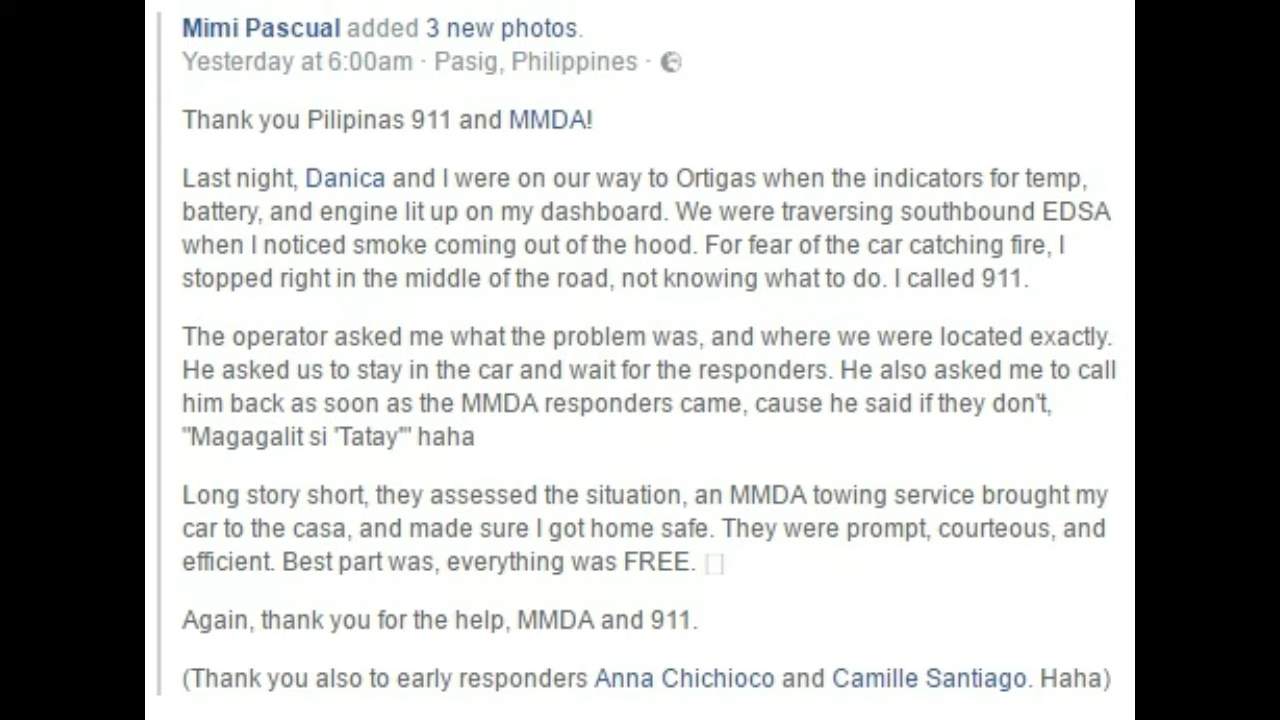 Mimi Pascual added 3 new photos.
Yesterday at 6:00am · Pasig, Philippines ·
Thank you Pilipinas 911 and MMDA!
Last night, Danica and I were on our way to Ortigas when the indicators for temp,
battery, and engine lit up on my dashboard. We were traversing southbound EDSA
when I noticed smoke coming out of the hood. For fear of the car catching fire, I
stopped right in the middle of the road, not knowing what to do. I called 911.
The operator asked me what the problem was, and where we were located exactly.
He asked us to stay in the car and wait for the responders. He also asked me to call
him back as soon as the MMDA responders came, cause he said if they don't,
"Magagalit si 'Tatay'" haha
Long story short, they assessed the situation, an MMDA towing service brought my
car to the casa, and made sure I got home safe. They were prompt, courteous, and
efficient. Best part was, everything was FREE.
Again, thank you for the help, MMDA and 911.
(Thank you also to early responders Anna Chichioco and Camille Santiago. Haha)